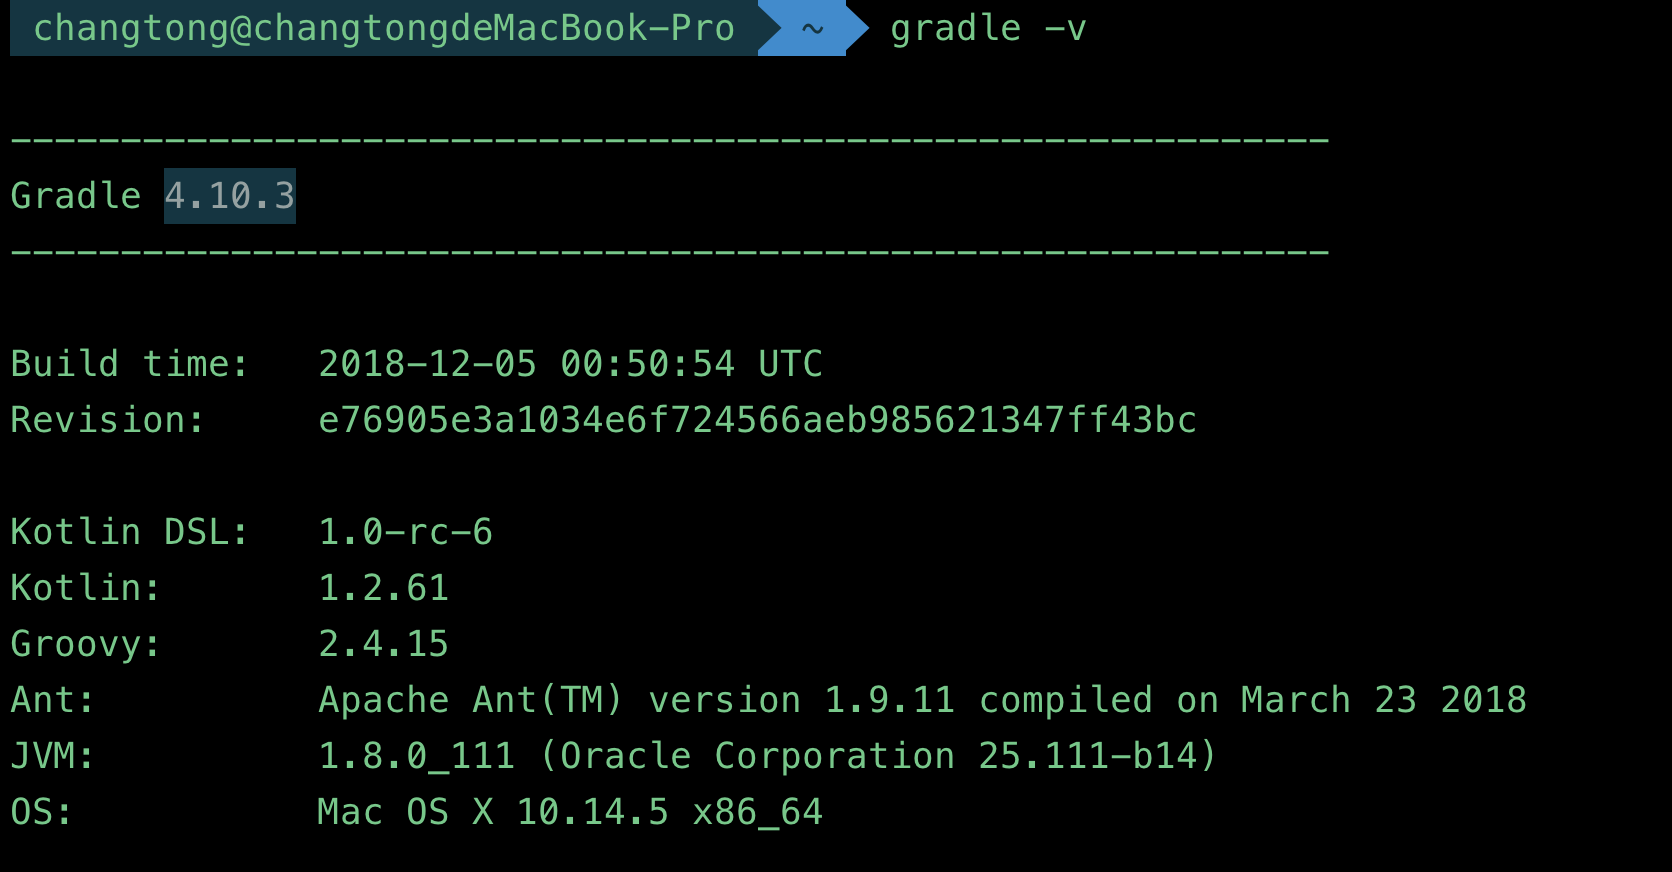 changtong@changtongdeMacBook-Pro ~ gradle -v
------------------------------------------------------------
Gradle 4.10.3
------------------------------------------------------------
Build time:   2018-12-05 00:50:54 UTC
Revision:     e76905e3a1034e6f724566aeb985621347ff43bc
Kotlin DSL:   1.0-rc-6
Kotlin:       1.2.61
Groovy:       2.4.15
Ant:          Apache Ant(TM) version 1.9.11 compiled on March 23 2018
JVM:          1.8.0_111 (Oracle Corporation 25.111-b14)
OS:           Mac OS X 10.14.5 x86_64